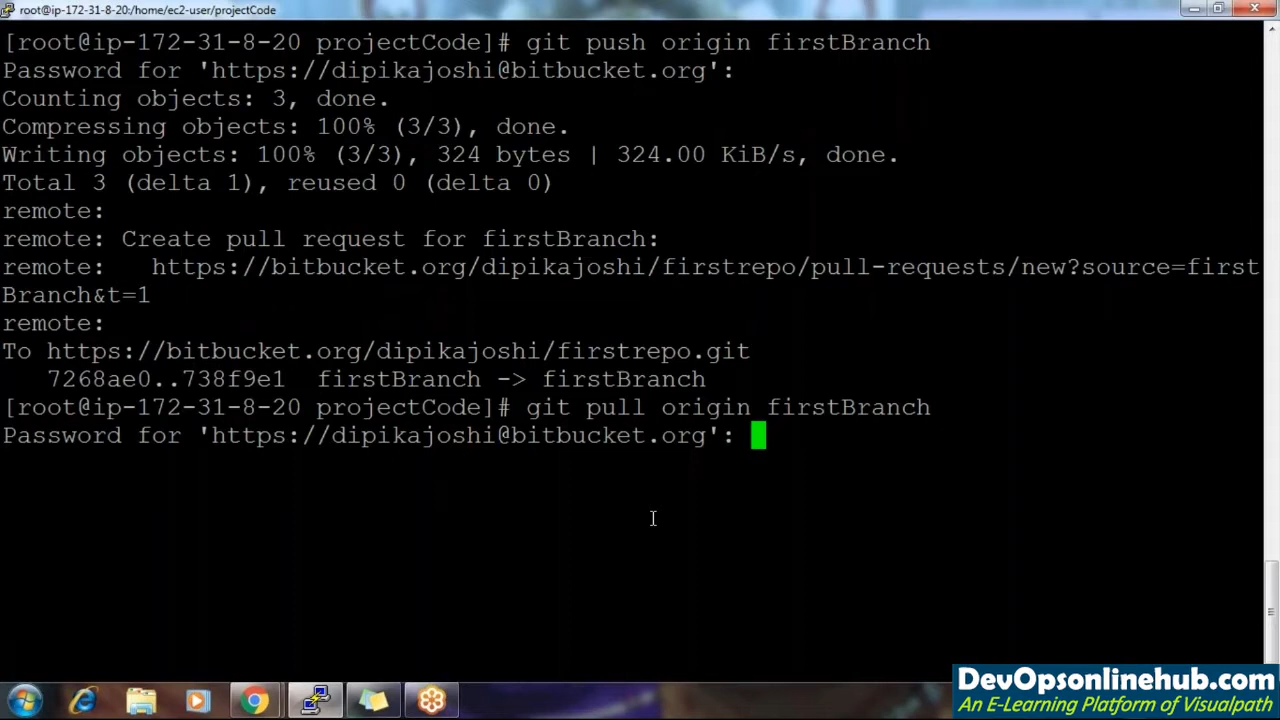 root@ip-172-31-8-20:/home/ec2-user/projectCode
[root@ip-172-31-8-20 projectCode]# git push origin firstBranch
Password for 'https://dipikajoshi@bitbucket.org':
Counting objects: 3, done.
Compressing objects: 100% (3/3), done.
Writing objects: 100% (3/3), 324 bytes | 324.00 KiB/s, done.
Total 3 (delta 1), reused 0 (delta 0)
remote:
remote: Create pull request for firstBranch:
remote:   https://bitbucket.org/dipikajoshi/firstrepo/pull-requests/new?source=first
Branch&t=1
remote:
To https://bitbucket.org/dipikajoshi/firstrepo.git
   7268ae0..738f9e1  firstBranch -> firstBranch
[root@ip-172-31-8-20 projectCode]# git pull origin firstBranch
Password for 'https://dipikajoshi@bitbucket.org':
DevOpsonlinehub.com
An E-Learning Platform of Visualpath